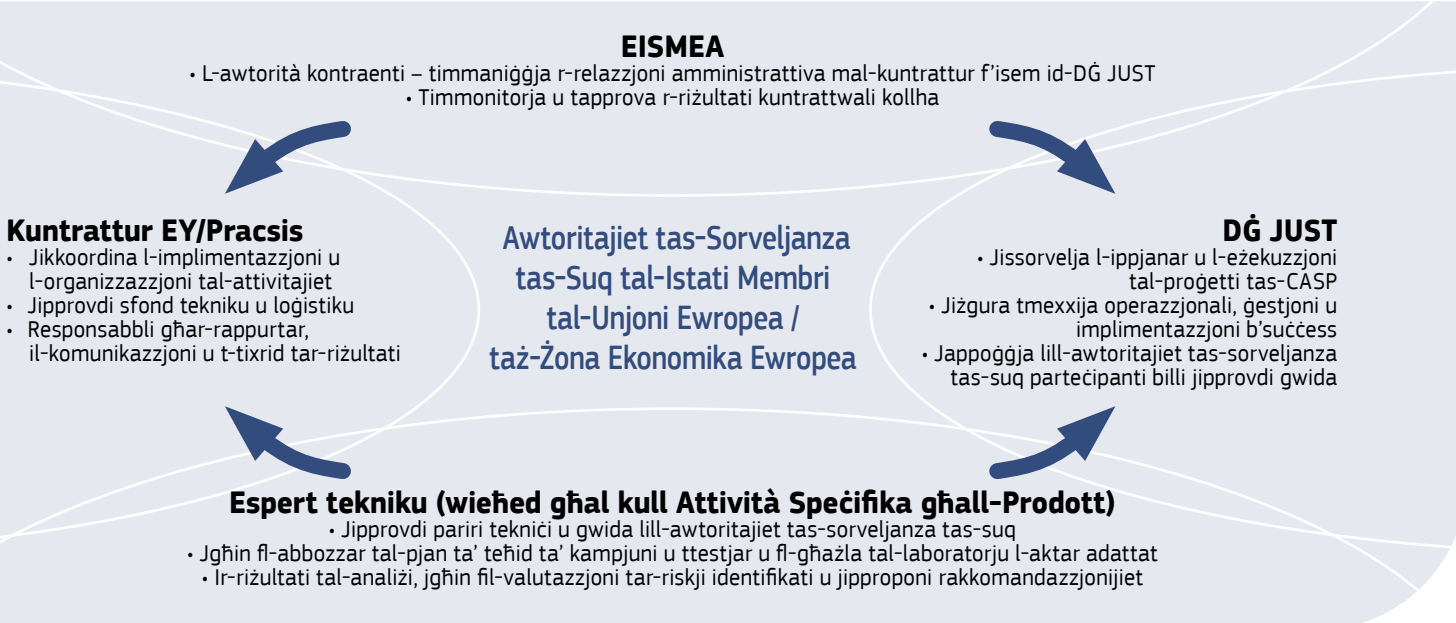 EISMEA
• L-awtorità kontraenti – timmaniġġja r-relazzjoni amministrattiva mal-kuntrattur f'isem id-DĠ JUST
• Timmonitorja u tapprova r-riżultati kuntrattwali kollha
Kuntrattur EY/Pracsis
• Jikkoordina l-implimentazzjoni u
l-organizzazzjoni tal-attivitajiet
• Jipprovdi sfond tekniku u loġistiku
• Responsabbli għar-rappurtar,
il-komunikazzjoni u t-tixrid tar-riżultati
Awtoritajiet tas-Sorveljanza
tas-Suq tal-Istati Membri
tal-Unjoni Ewropea /
taż-Żona Ekonomika Ewropea
DĠ JUST
• Jissorvelja l-ippjanar u l-eżekuzzjoni
tal-proġetti tas-CASP
• Jiżgura tmexxija operazzjonali, ġestjoni u
implimentazzjoni b'suċċess
• Jappoġġja lill-awtoritajiet tas-sorveljanza
tas-suq parteċipanti billi jipprovdi gwida
Espert tekniku (wieħed għal kull Attività Speċifika għall-Prodott)
• Jipprovdi pariri tekniċi u gwida lill-awtoritajiet tas-sorveljanza tas-suq
• Jgħin fl-abbozzar tal-pjan ta' teħid ta' kampjuni u ttestjar u fl-għażla tal-laboratorju l-aktar adattat
• Ir-riżultati tal-analiżi, jgħin fil-valutazzjoni tar-riskji identifikati u jipproponi rakkomandazzjonijiet